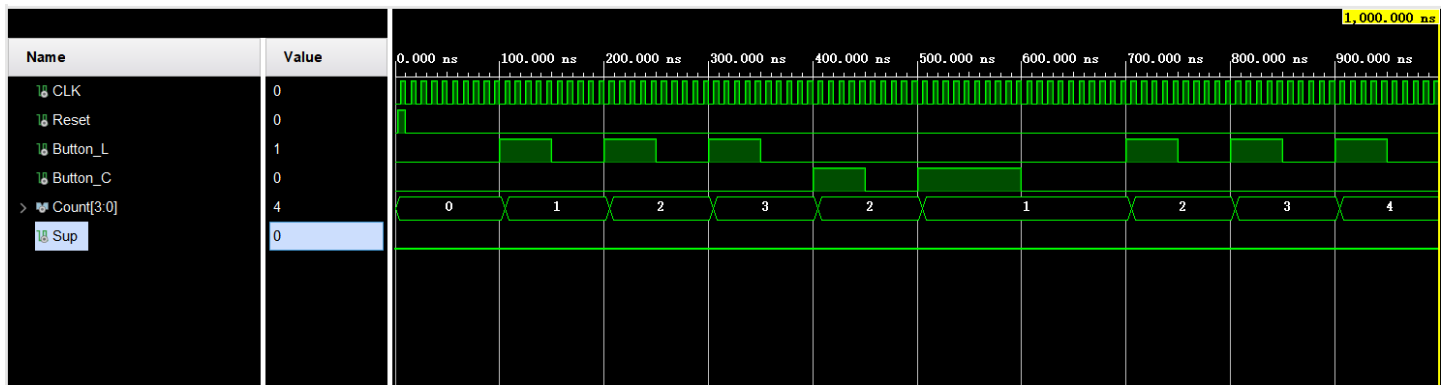 1,000.000 ns
Name Value
0.000 ns 100.000 ns 200.000 ns 300.000 ns 400.000 ns 500.000 ns 600.000 ns 700.000 ns 800.000 ns 900.000 ns
CLK 0
Reset 0
Button_L 1
Button_C 0
Count[3:0] 4 0 1 2 3 2 1 2 3 4
Sup 0